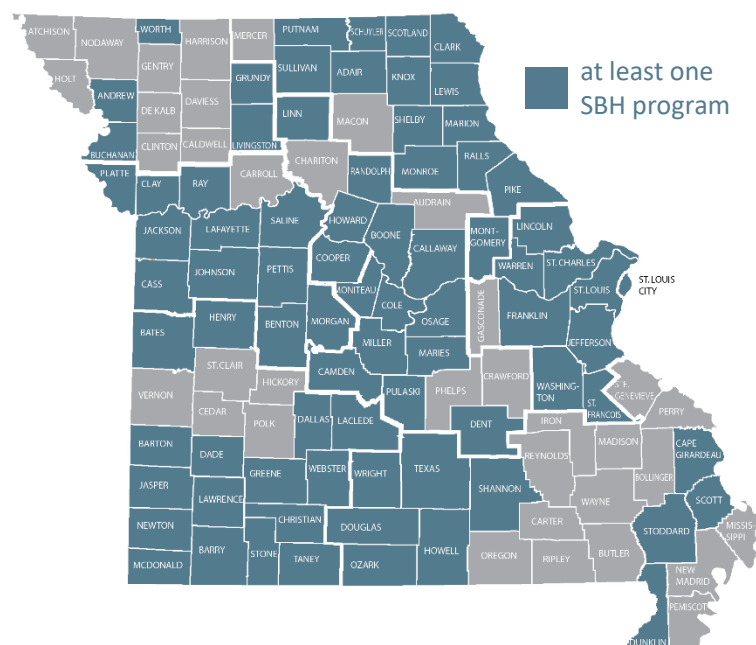 ATCHISON
NODAWAY
WORTH
HARRISON
MERCER
PUTNAM
SCHUYLER
SCOTLAND
CLARK
HOLT
GENTRY
GRUNDY
SULLIVAN
ADAIR
KNOX
LEWIS
at least one
SBH program
ANDREW
DE KALB
DAVIESS
LINN
MACON
SHELBY
MARION
BUCHANAN
CLINTON
CALDWELL
LIVINGSTON
CHARITON
RANDOLPH
MONROE
RALLS
PLATTE
CLAY
RAY
CARROLL
PIKE
AUDRAIN
JACKSON
LAFAYETTE
SALINE
HOWARD
BOONE
CALLAWAY
MONT-
GOMERY
LINCOLN
WARREN
ST. CHARLES
CASS
JOHNSON
PETTIS
COOPER
MONITEAU
COLE
OSAGE
GASCONADE
FRANKLIN
ST. LOUIS
ST. LOUIS
CITY
JEFFERSON
BATES
HENRY
BENTON
MORGAN
MILLER
MARIES
ST. CLAIR
HICKORY
CAMDEN
PULASKI
PHELPS
CRAWFORD
WASHING-
TON
ST.
FRANCOIS
GENEVIEVE
PERRY
VERNON
CEDAR
POLK
DALLAS
LACLEDE
DENT
IRON
MADISON
CAPE
GIRARDEAU
BARTON
DADE
GREENE
WEBSTER
WRIGHT
TEXAS
SHANNON
REYNOLDS
WAYNE
BOLLINGER
SCOTT
JASPER
LAWRENCE
CHRISTIAN
DOUGLAS
CARTER
STODDARD
MISSIS-
SIPPI
NEWTON
BARRY
STONE
TANEY
OZARK
HOWELL
OREGON
RIPLEY
BUTLER
NEW
MADRID
MCDONALD
PEMISCOT
DUNKLIN